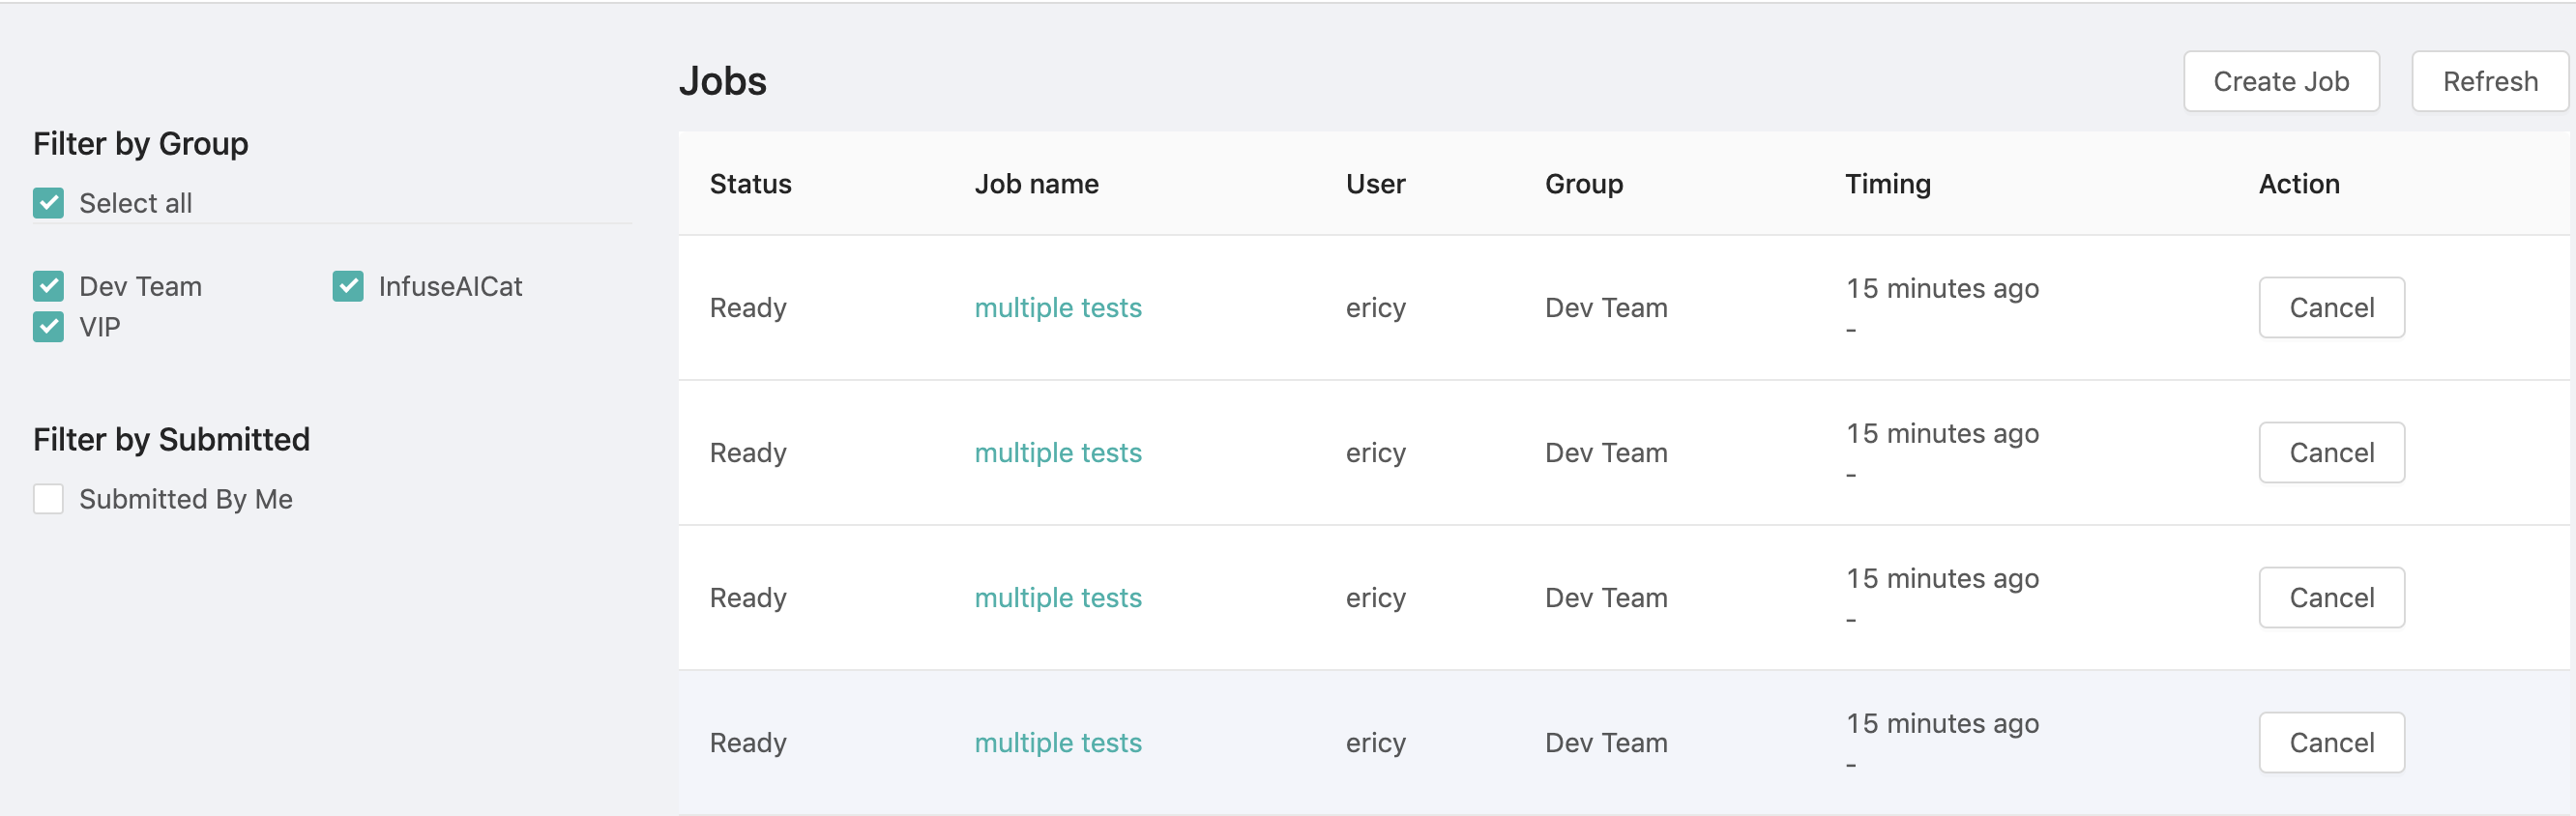 Jobs
Create Job
Refresh
Filter by Group
Select all
Dev Team
InfuseAICat
VIP
Filter by Submitted
Submitted By Me
Status Job name User Group Timing Action
Ready multiple tests ericy Dev Team 15 minutes ago Cancel
-
Ready multiple tests ericy Dev Team 15 minutes ago Cancel
-
Ready multiple tests ericy Dev Team 15 minutes ago Cancel
-
Ready multiple tests ericy Dev Team 15 minutes ago Cancel
-